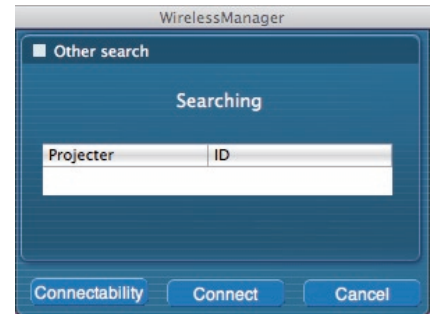 WirelessManager
Other search
Searching
Projecter ID
Connectability Connect Cancel